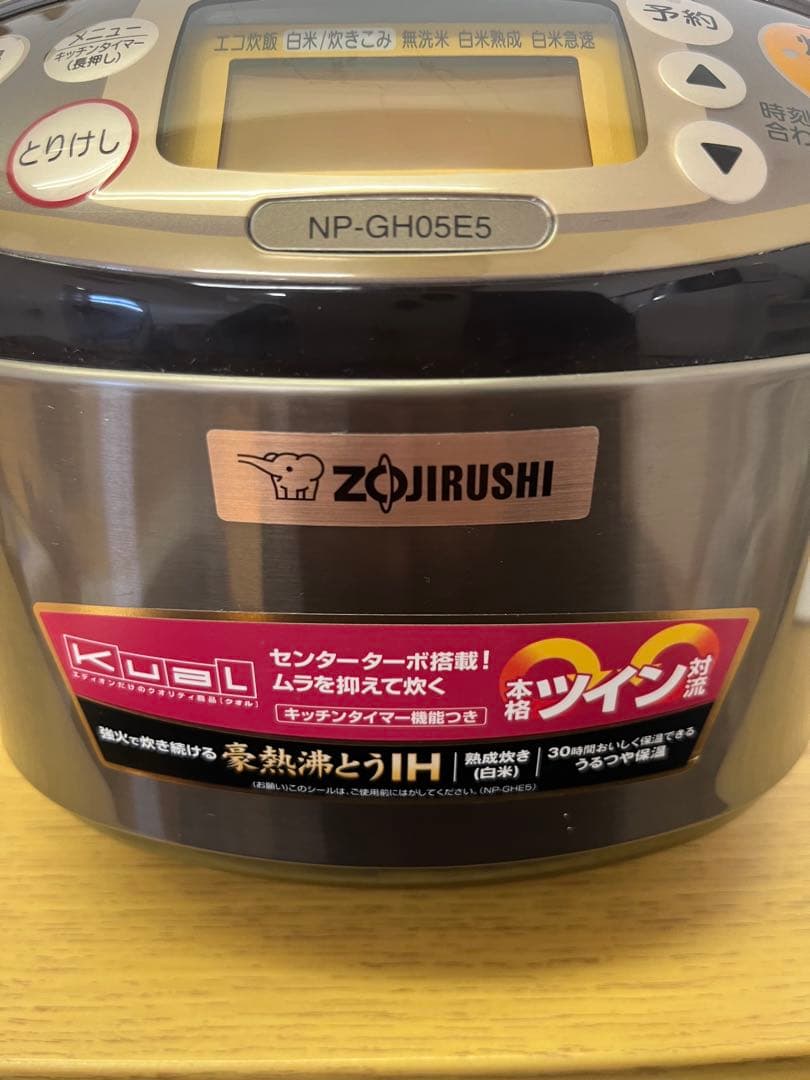 メニュー
キッチンタイマー
(長押し)
とりけし
エコ炊飯 白米/炊きこみ 無洗米 白米熟成 白米急速
予約
▲
▼
時刻
合わ
NP-GH05E5
ZOJIRUSHI
KuaL
エディオンだけのクオリティ商品[クオル]
センターターボ搭載!
ムラを抑えて炊く
キッチンタイマー機能つき
本格ツイン対流
強火で炊き続ける 豪熱沸とうIH
熟成炊き
(白米)
30時間おいしく保温できる
うるつや保温
(お願い)このシールは、ご使用前にはがしてください。(NP-GHE5)